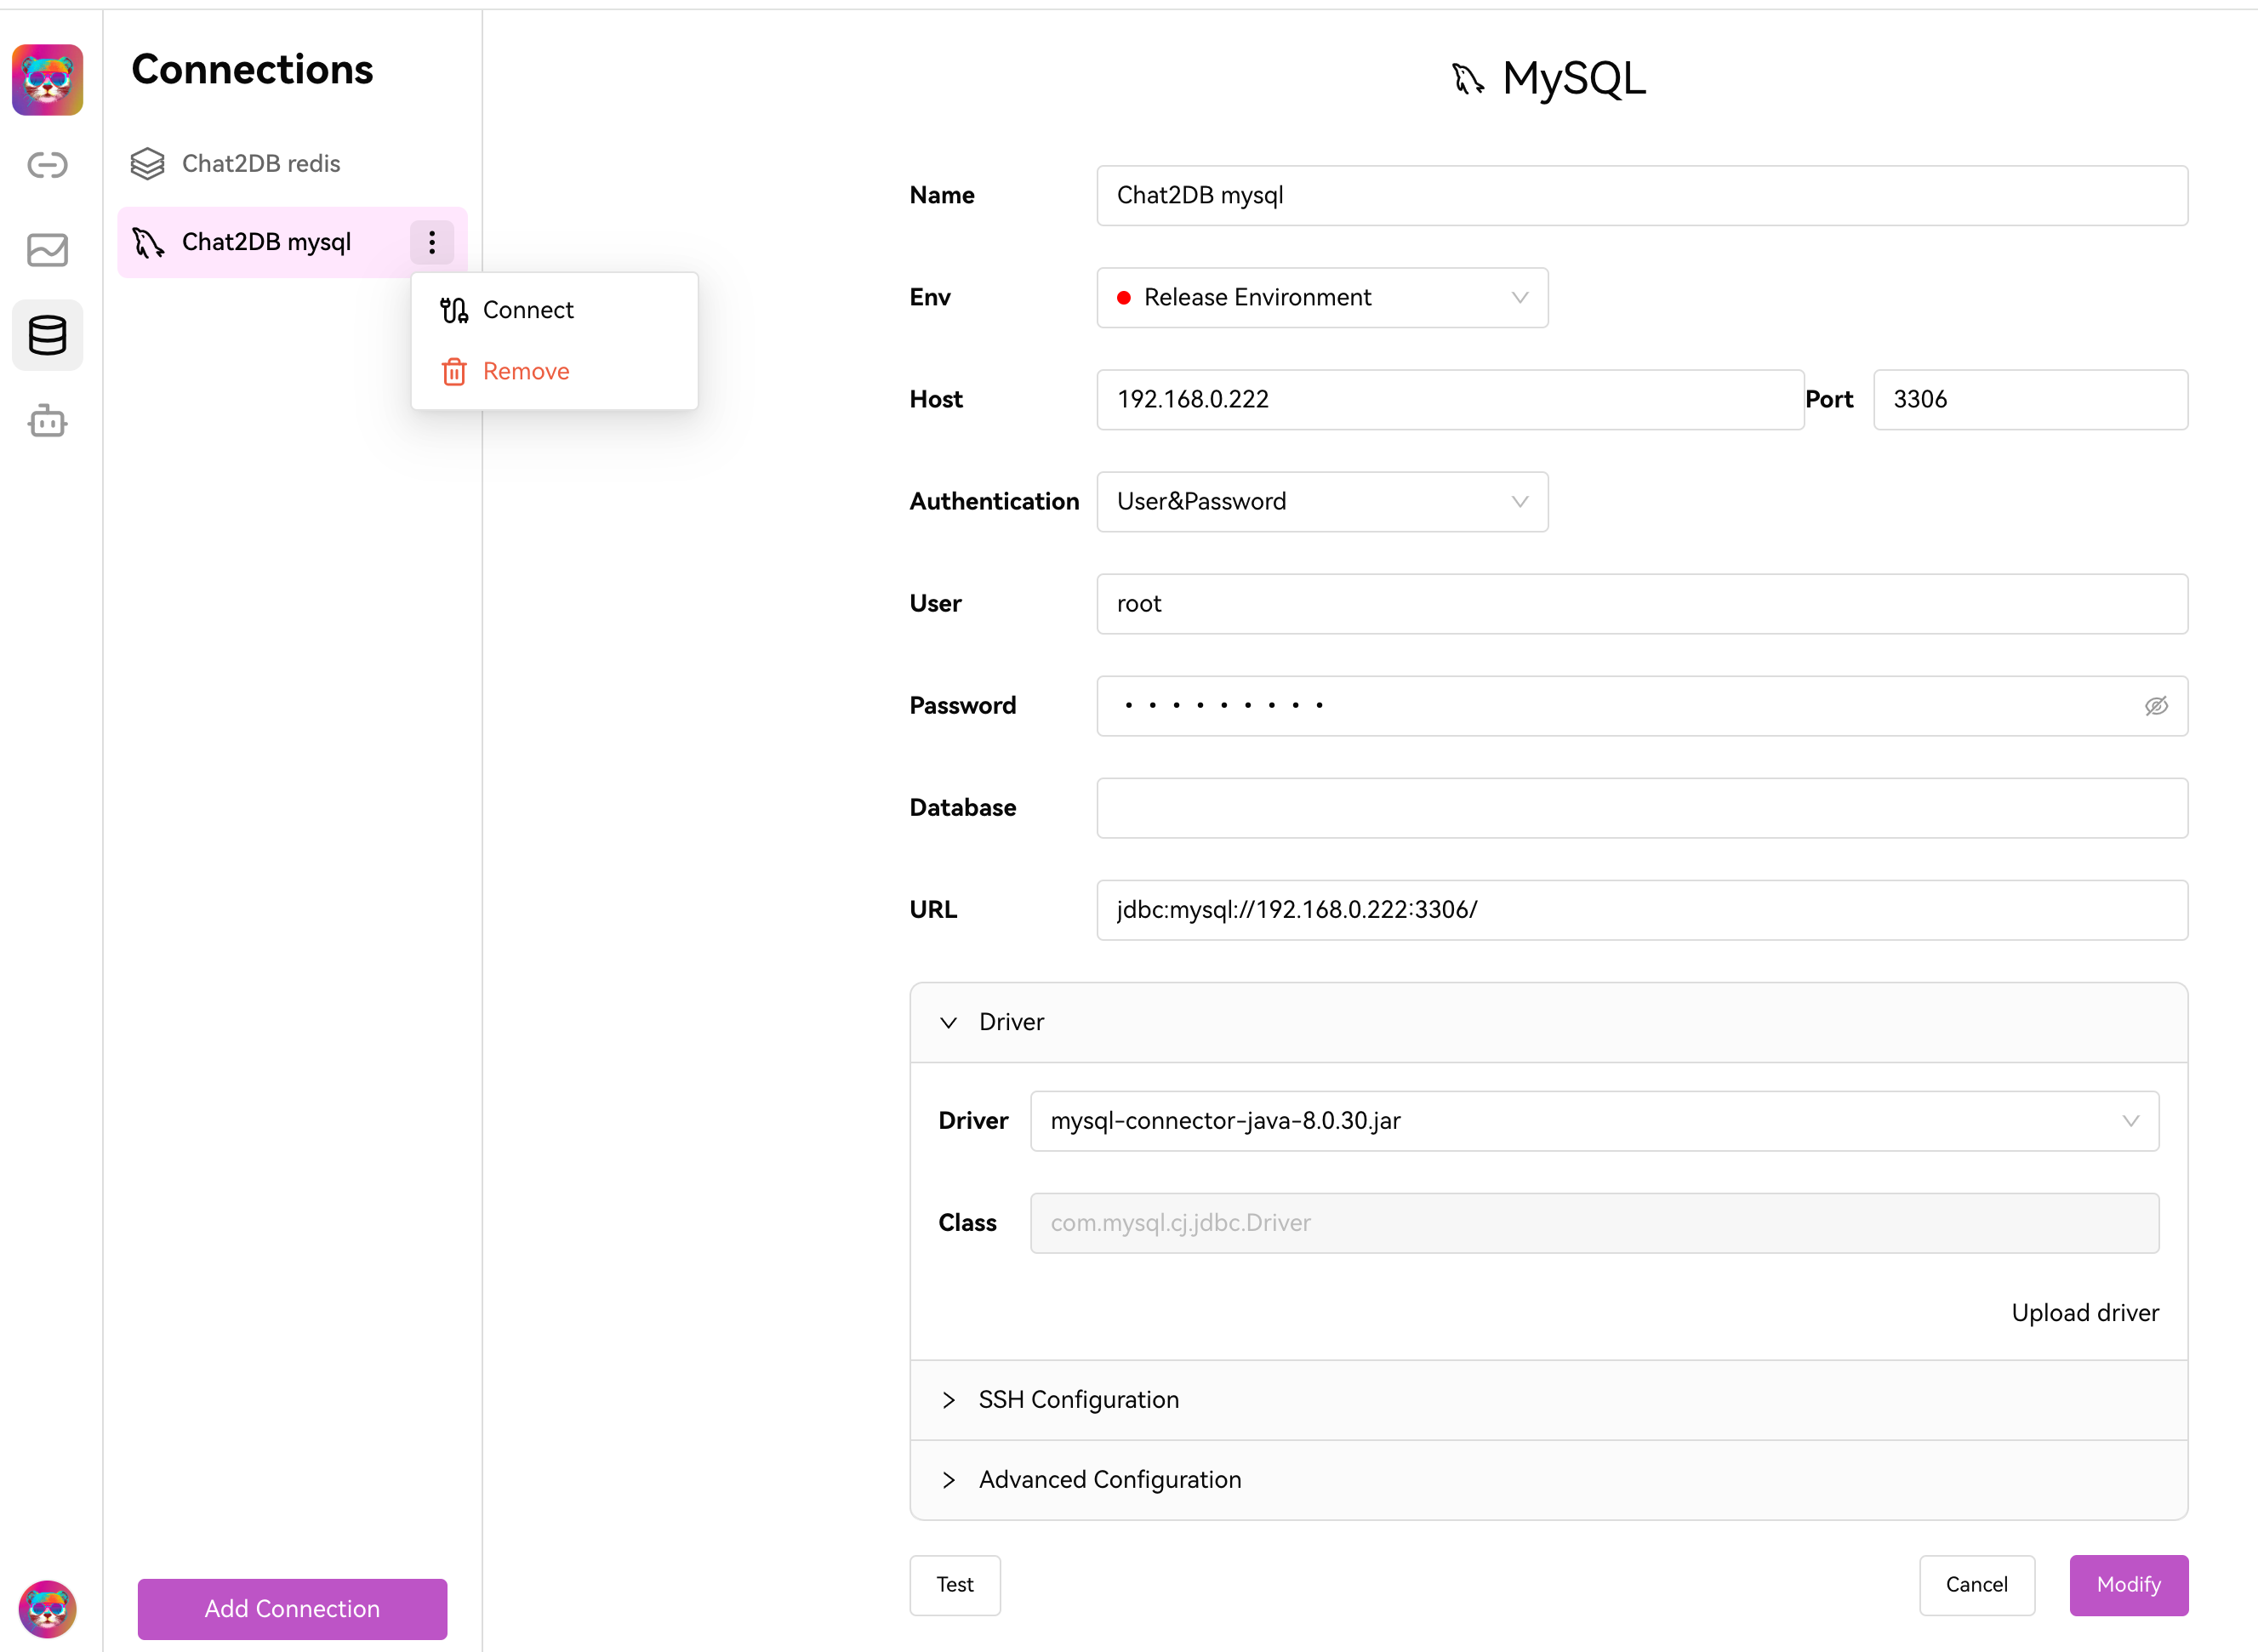 Connections
Chat2DB redis
Chat2DB mysql
Connect
Remove
Add Connection
MySQL
Name Chat2DB mysql
Env Release Environment
Host 192.168.0.222 Port 3306
Authentication User&Password
User root
Password •••••••••
Database
URL jdbc:mysql://192.168.0.222:3306/
Driver
Driver mysql-connector-java-8.0.30.jar
Class com.mysql.cj.jdbc.Driver
Upload driver
SSH Configuration
Advanced Configuration
Test Cancel Modify